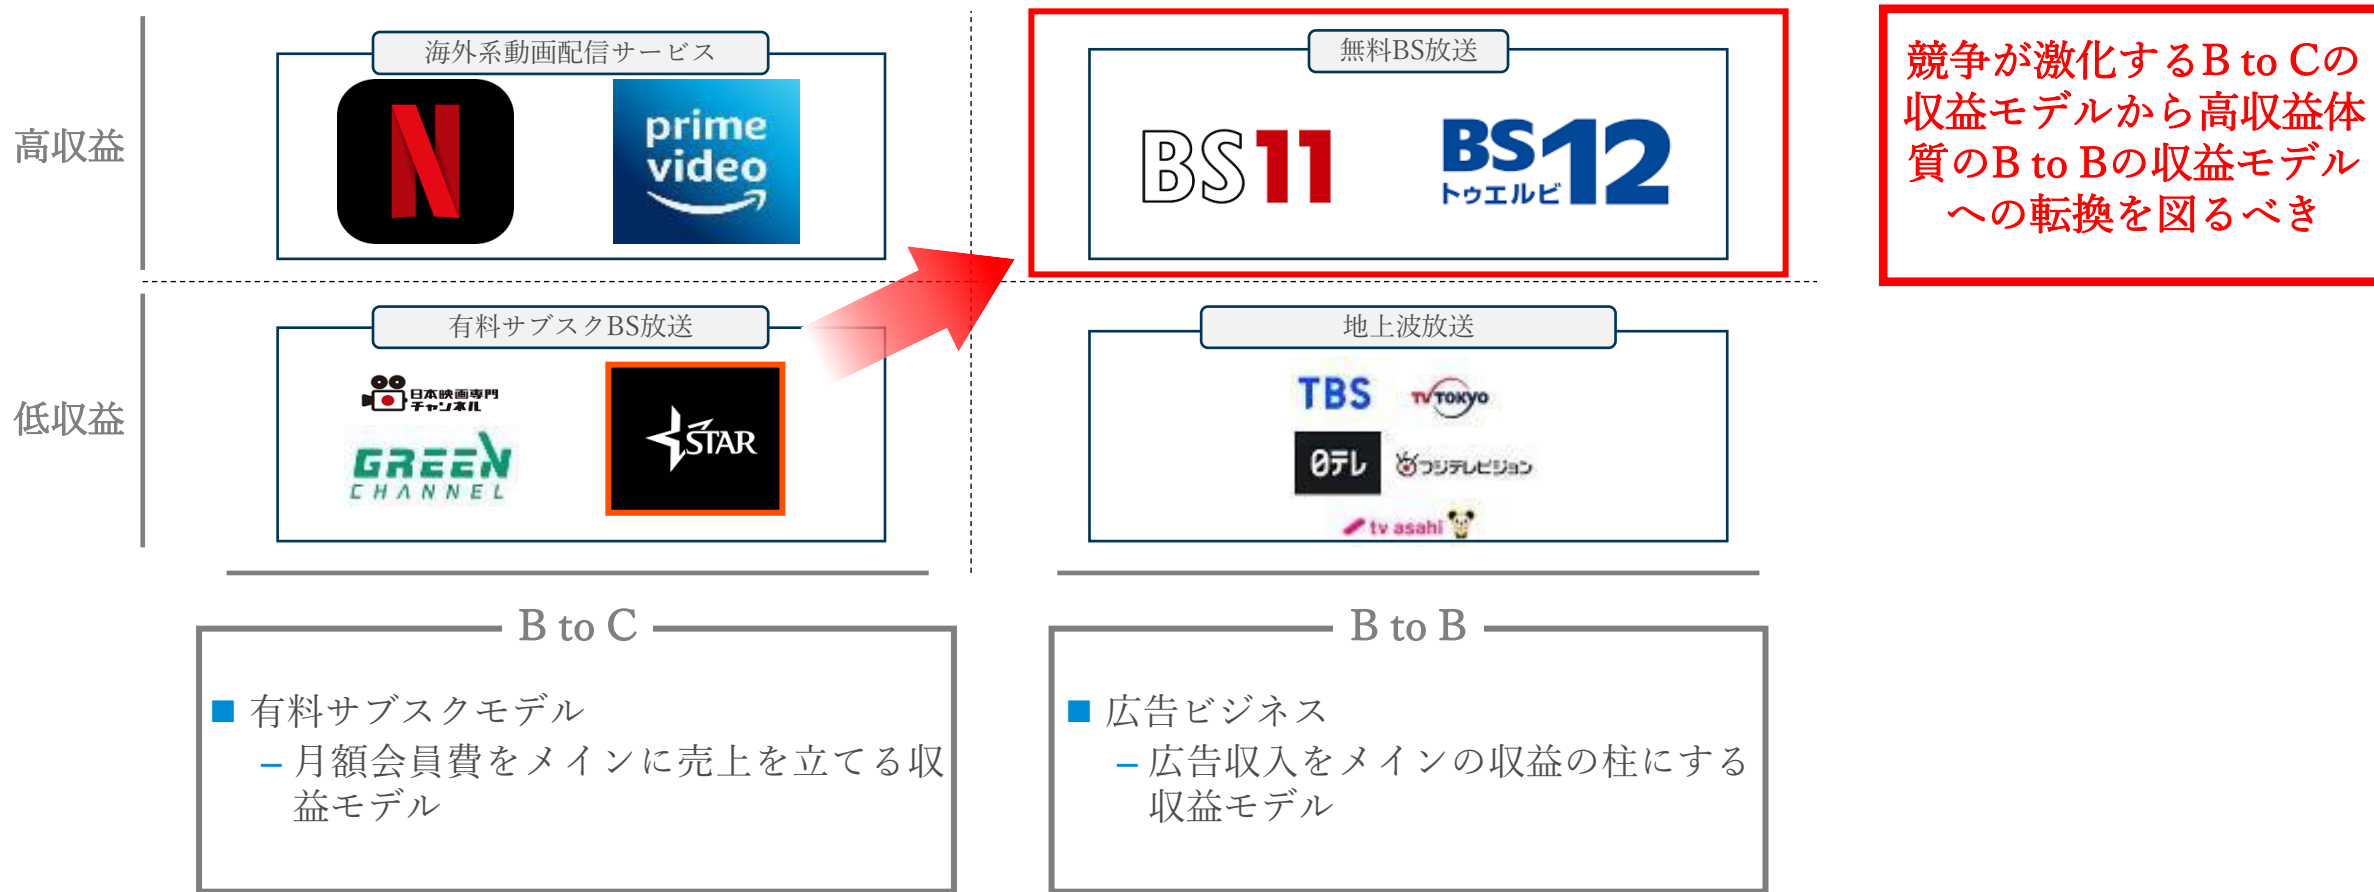 海外系動画配信サービス
無料BS放送
競争が激化するB to Cの
収益モデルから高収益体
質のB to Bの収益モデル
への転換を図るべき
高収益
N
prime
video
BS11
BS12
トゥエルビ
有料サブスクBS放送
地上波放送
低収益
日本映画専門
チャンネル
GREEN
CHANNEL
STAR
TBS
TV TOKYO
日テレ
フジテレビジョン
tv asahi
B to C
B to B
有料サブスクモデル
– 月額会員費をメインに売上を立てる収
益モデル
広告ビジネス
– 広告収入をメインの収益の柱にする
収益モデル